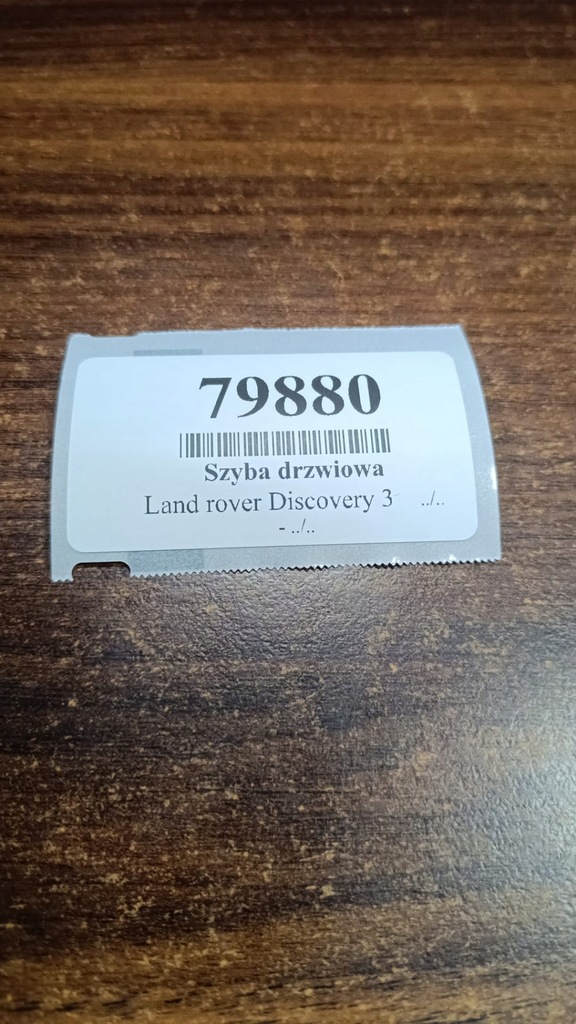 79880
Szyba drzwiowa
Land rover Discovery 3 ../..
- ../..